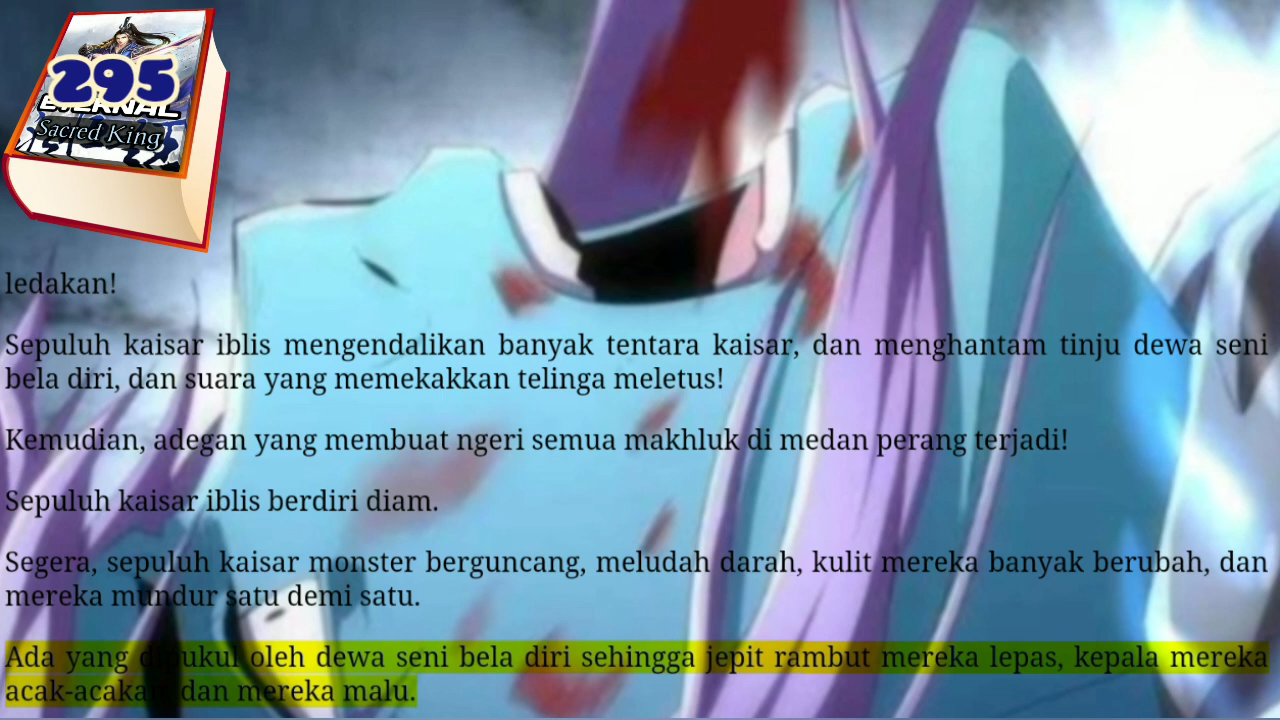 295
ETERNAL
Sacred King
ledakan!
Sepuluh kaisar iblis mengendalikan banyak tentara kaisar, dan menghantam tinju dewa seni
bela diri, dan suara yang memekakkan telinga meletus!
Kemudian, adegan yang membuat ngeri semua makhluk di medan perang terjadi!
Sepuluh kaisar iblis berdiri diam.
Segera, sepuluh kaisar monster berguncang, meludah darah, kulit mereka banyak berubah, dan
mereka mundur satu demi satu.
Ada yang dipukul oleh dewa seni bela diri sehingga jepit rambut mereka lepas, kepala mereka
acak-acakan, dan mereka malu.